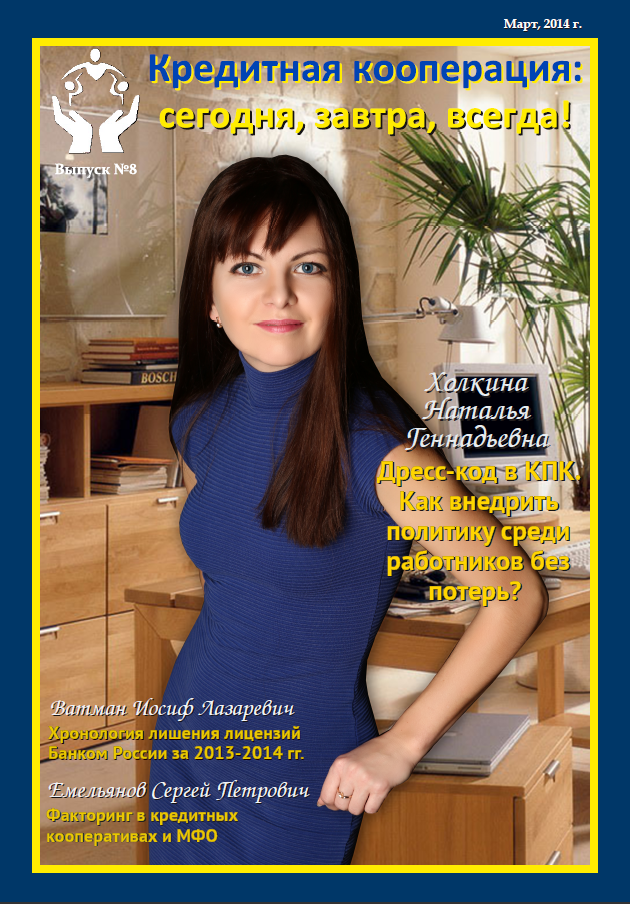 Март, 2014 г.
Кредитная кооперация:
сегодня, завтра, всегда!
Выпуск №8
BOSCH
Холкина
Наталья
Геннадьевна
Дресс-код в КПК.
Как внедрить
политику среди
работников без
потерь?
Ватман Иосиф Лазаревич
Хронология лишения лицензий
Банком России за 2013-2014 гг.
Емельянов Сергей Петрович
Факторинг в кредитных
кооперативах и МФО